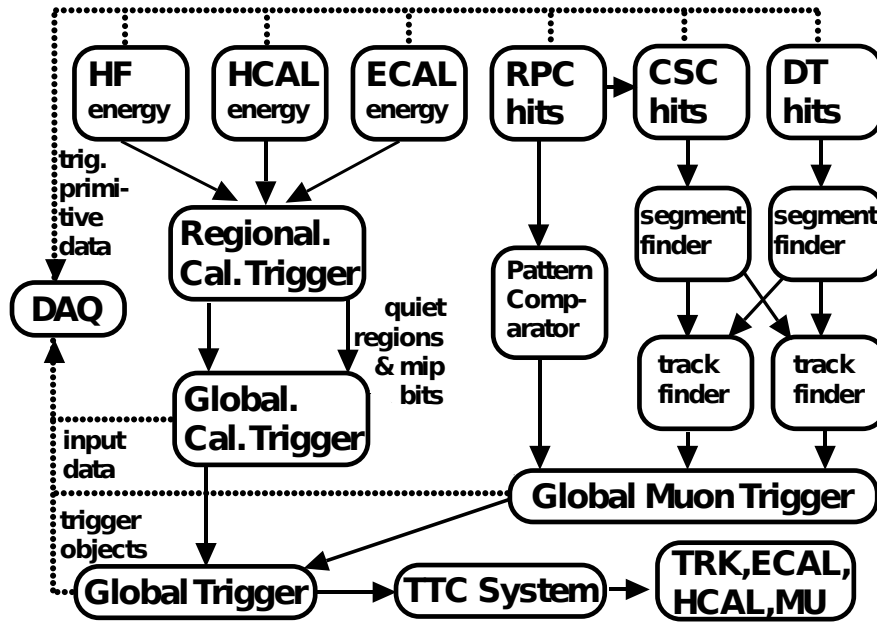 HF
energy
HCAL
energy
ECAL
energy
RPC
hits
CSC
hits
DT
hits
trig.
primi-
tive
data
Regional.
Cal. Trigger
segment
finder
segment
finder
Pattern
Comp-
arator
DAQ
quiet
regions
& mip
bits
track
finder
track
finder
Global.
Cal. Trigger
input
data
Global Muon Trigger
trigger
objects
Global Trigger
TTC System
TRK,ECAL,
HCAL,MU